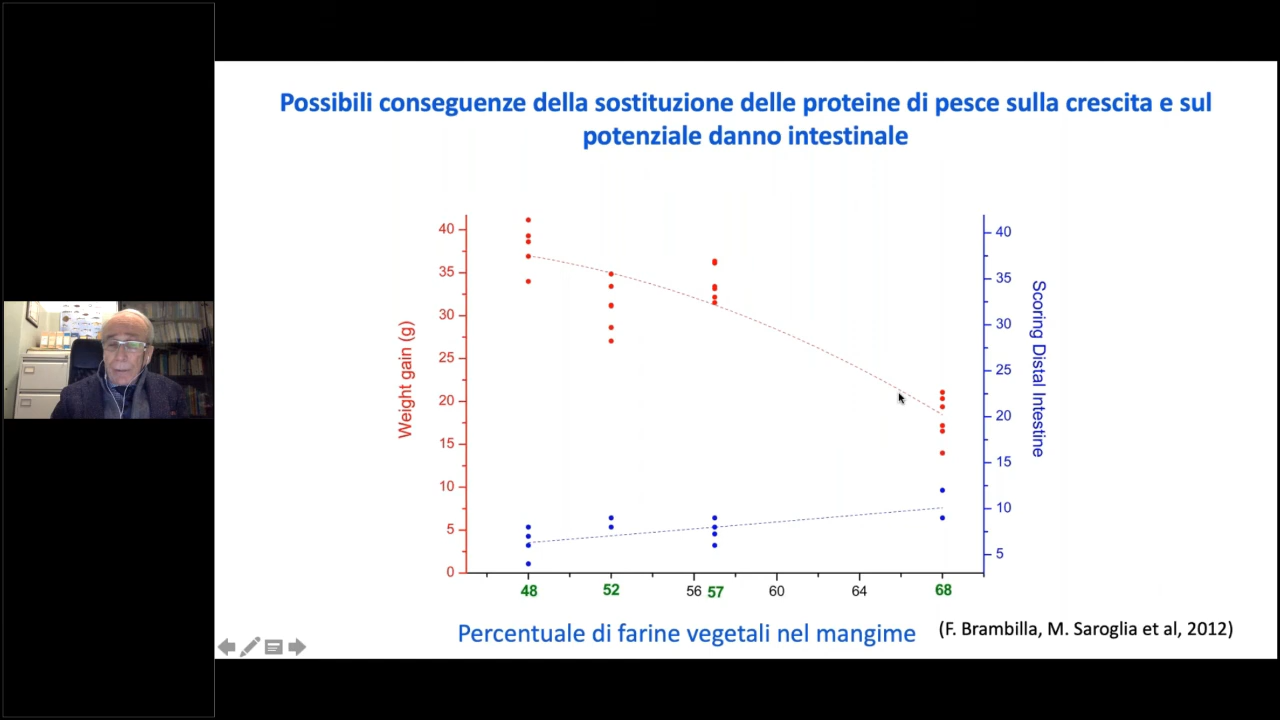 Possibili conseguenze della sostituzione delle proteine di pesce sulla crescita e sul
potenziale danno intestinale
40
35
30
25
20
15
10
5
0
Weight gain (g)
40
35
30
25
20
15
10
5
Scoring Distal Intestine
48 52 56 57 60 64 68
Percentuale di farine vegetali nel mangime
(F. Brambilla, M. Saroglia et al, 2012)